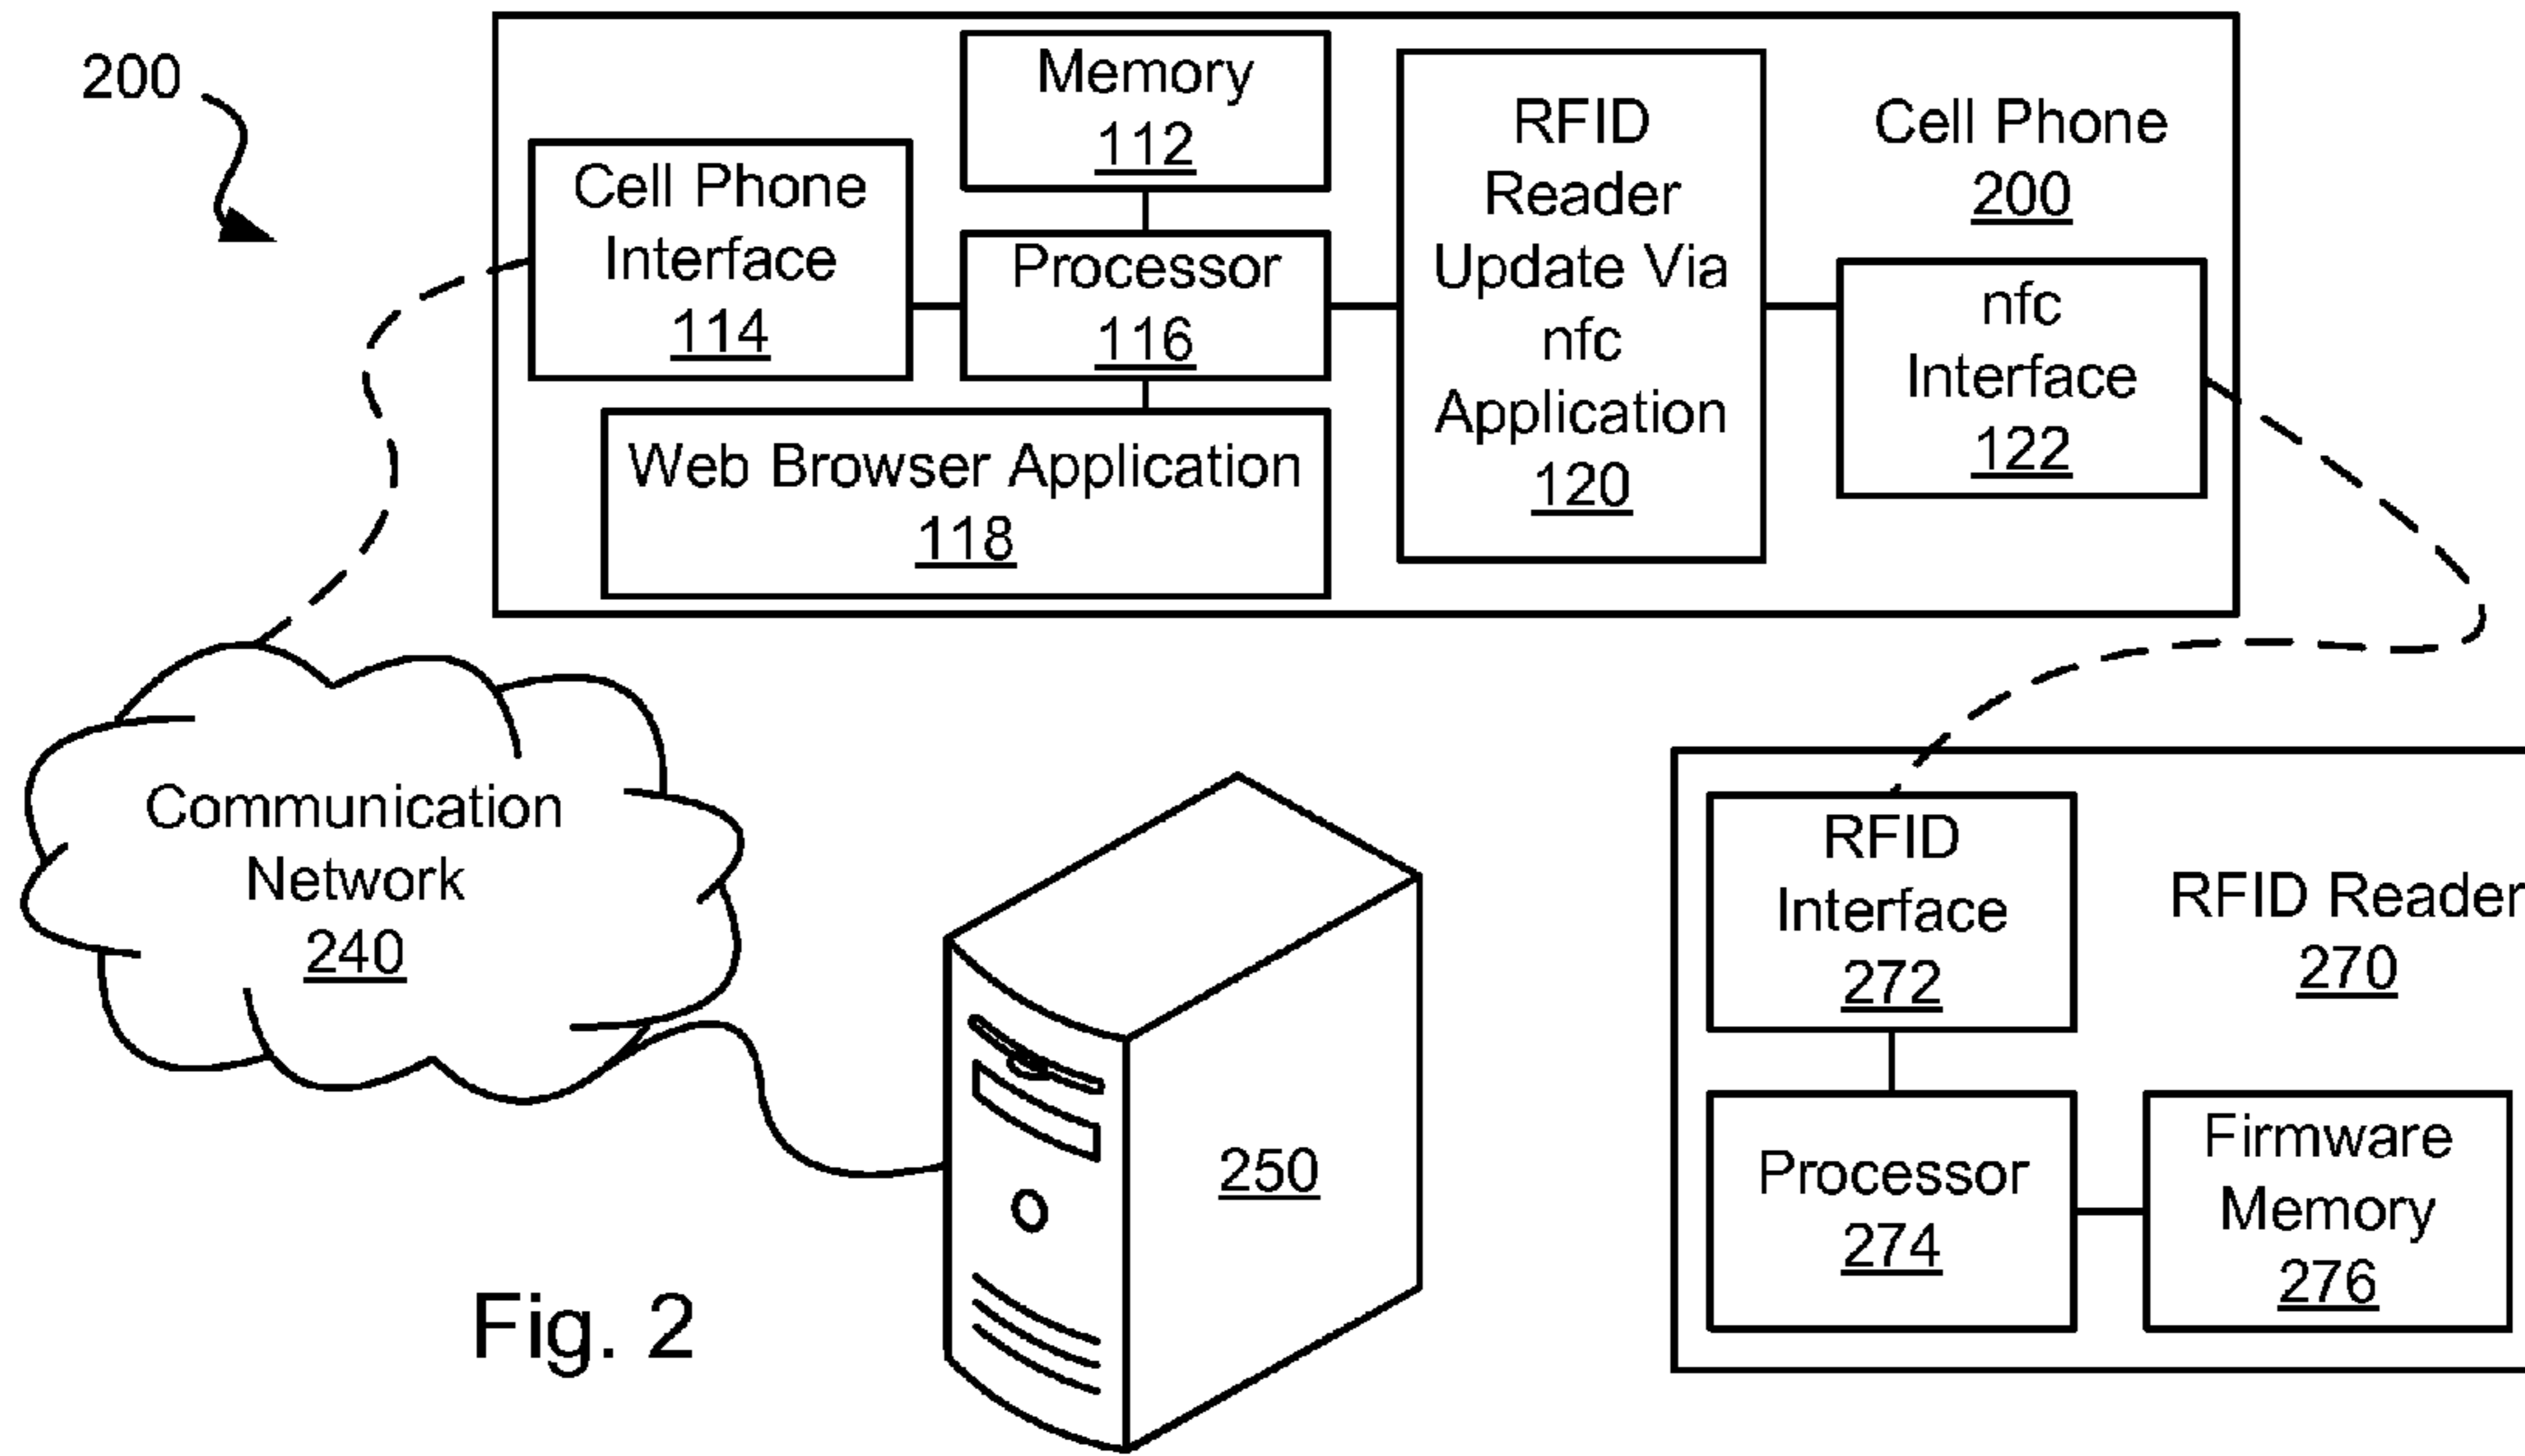 200
Memory
112
Cell Phone
Interface
114
Processor
116
Web Browser Application
118
RFID
Reader
Update Via
nfc
Application
120
Cell Phone
200
nfc
Interface
122
Communication
Network
240
250
RFID
Interface
272
RFID Reader
270
Processor
274
Firmware
Memory
276
Fig. 2